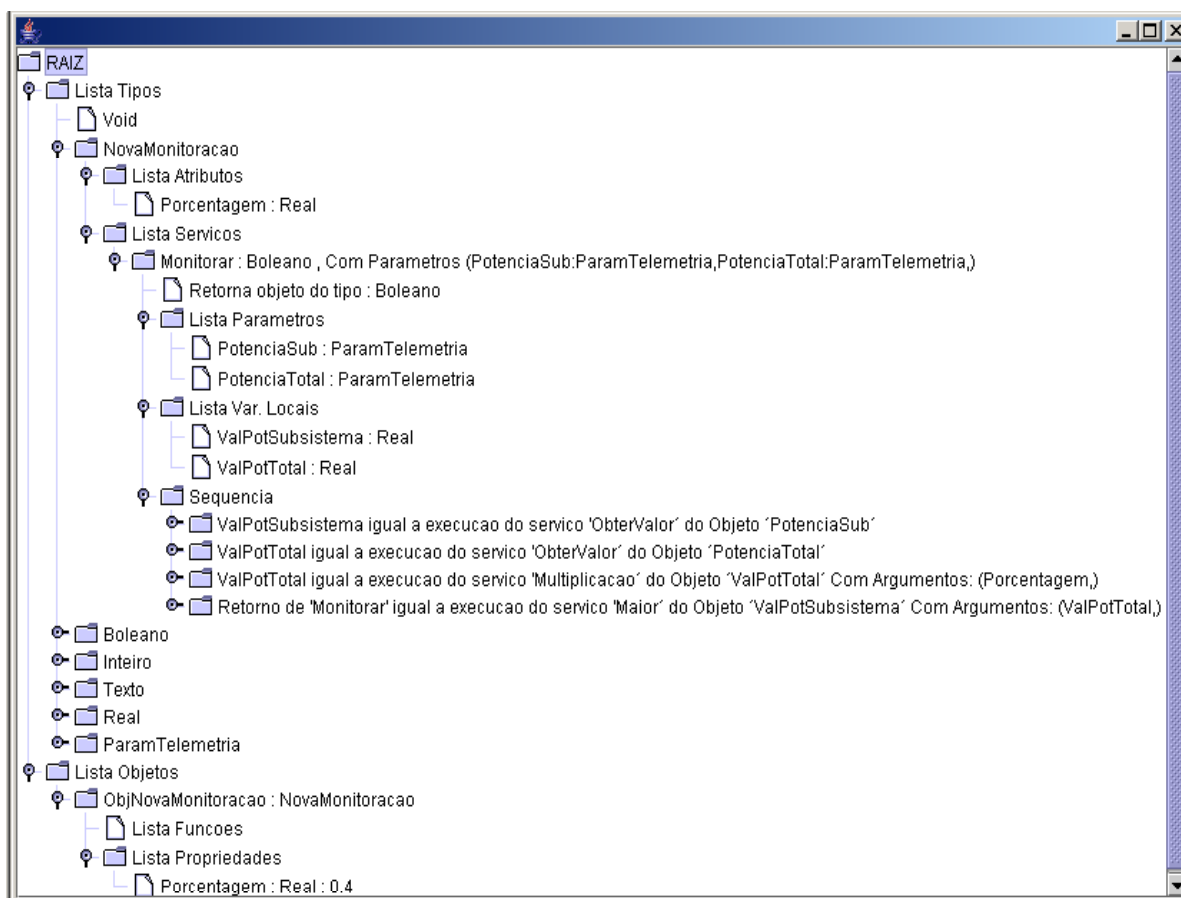 RAIZ
Lista Tipos
Void
NovaMonitoracao
Lista Atributos
Porcentagem : Real
Lista Servicos
Monitorar : Boleano , Com Parametros (PotenciaSub:ParamTelemetria,PotenciaTotal:ParamTelemetria,)
Retorna objeto do tipo : Boleano
Lista Parametros
PotenciaSub : ParamTelemetria
PotenciaTotal : ParamTelemetria
Lista Var. Locais
ValPotSubsistema : Real
ValPotTotal : Real
Sequencia
ValPotSubsistema igual a execucao do servico 'ObterValor´ do Objeto ´PotenciaSub´
ValPotTotal igual a execucao do servico 'ObterValor´ do Objeto ´PotenciaTotal´
ValPotTotal igual a execucao do servico 'Multiplicacao´ do Objeto ´ValPotTotal´ Com Argumentos: (Porcentagem,)
Retorno de 'Monitorar' igual a execucao do servico 'Maior´ do Objeto ´ValPotSubsistema´ Com Argumentos: (ValPotTotal,)
Boleano
Inteiro
Texto
Real
ParamTelemetria
Lista Objetos
ObjNovaMonitoracao : NovaMonitoracao
Lista Funcoes
Lista Propriedades
Porcentagem : Real : 0.4